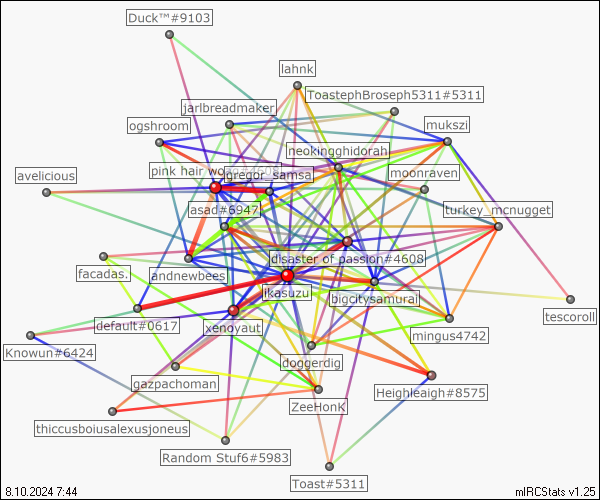 Duck™#9103
lahnk
ToastephBroseph5311#5311
jarlbreadmaker
ogshroom
mukszi
neokingghidorah
pink hair wo
gregor_samsa
moonraven
avelicious
asad#6947
turkey_mcnugget
disaster of passion#4608
facadas.
andnewbees
ikasuzu
bigcitysamurai
tescoroll
default#0617
xenoyaut
mingus4742
Knowun#6424
doggerdig
gazpachoman
Heighleaigh#8575
ZeeHonK
thiccusboiusalexusjoneus
Random Stuf6#5983
Toast#5311
8.10.2024 7:44
mIRCStats v1.25